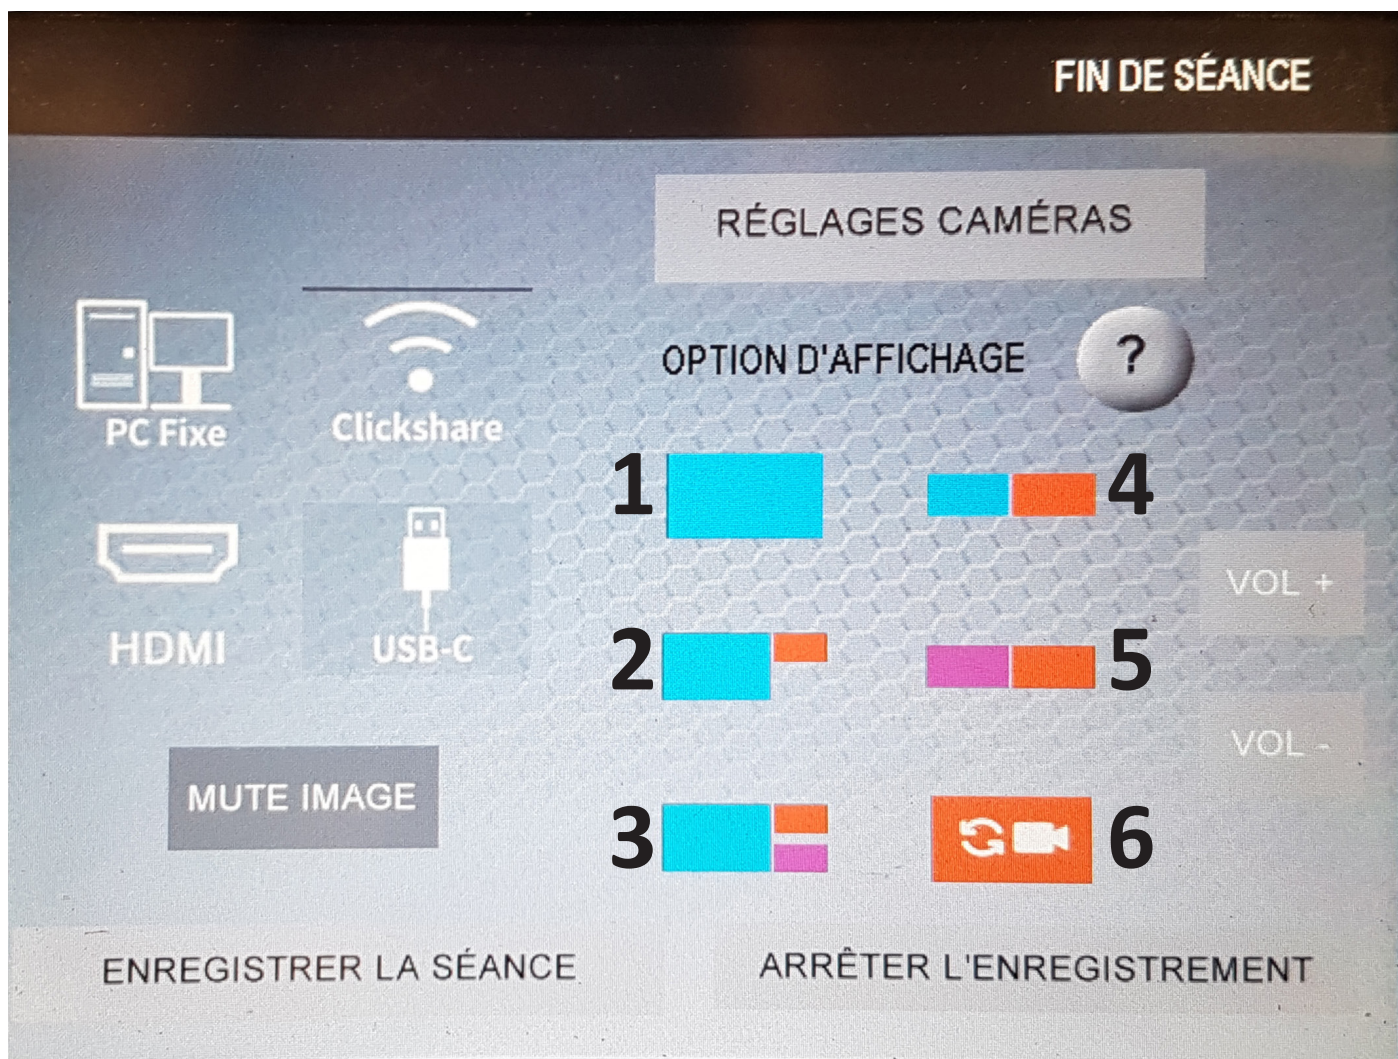 FIN DE SÉANCE
RÉGLAGES CAMÉRAS
PC Fixe
Clickshare
OPTION D'AFFICHAGE
?
1
4
HDMI
USB-C
2
5
VOL +
VOL -
MUTE IMAGE
3
6
ENREGISTRER LA SÉANCE
ARRÊTER L'ENREGISTREMENT